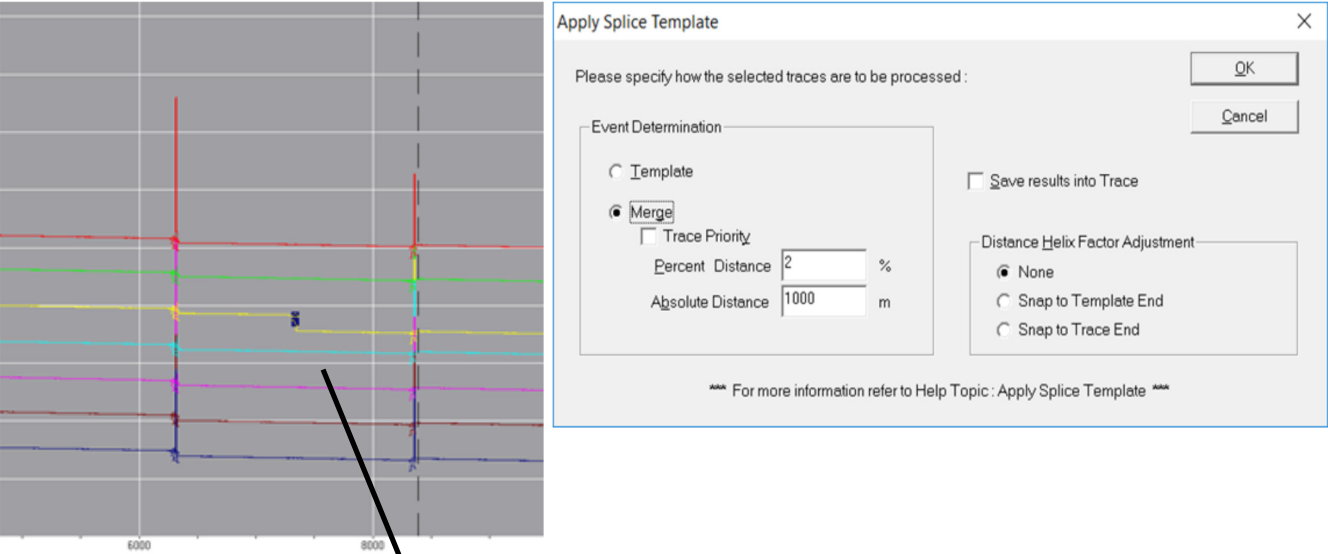 6000
8000
Apply Splice Template
Please specify how the selected traces are to be processed :
OK
Cancel
Event Determination
Template
Merge
Trace Priority
Percent Distance 2 %
Absolute Distance 1000 m
Save results into Trace
Distance Helix Factor Adjustment
None
Snap to Template End
Snap to Trace End
*** For more information refer to Help Topic : Apply Splice Template ***